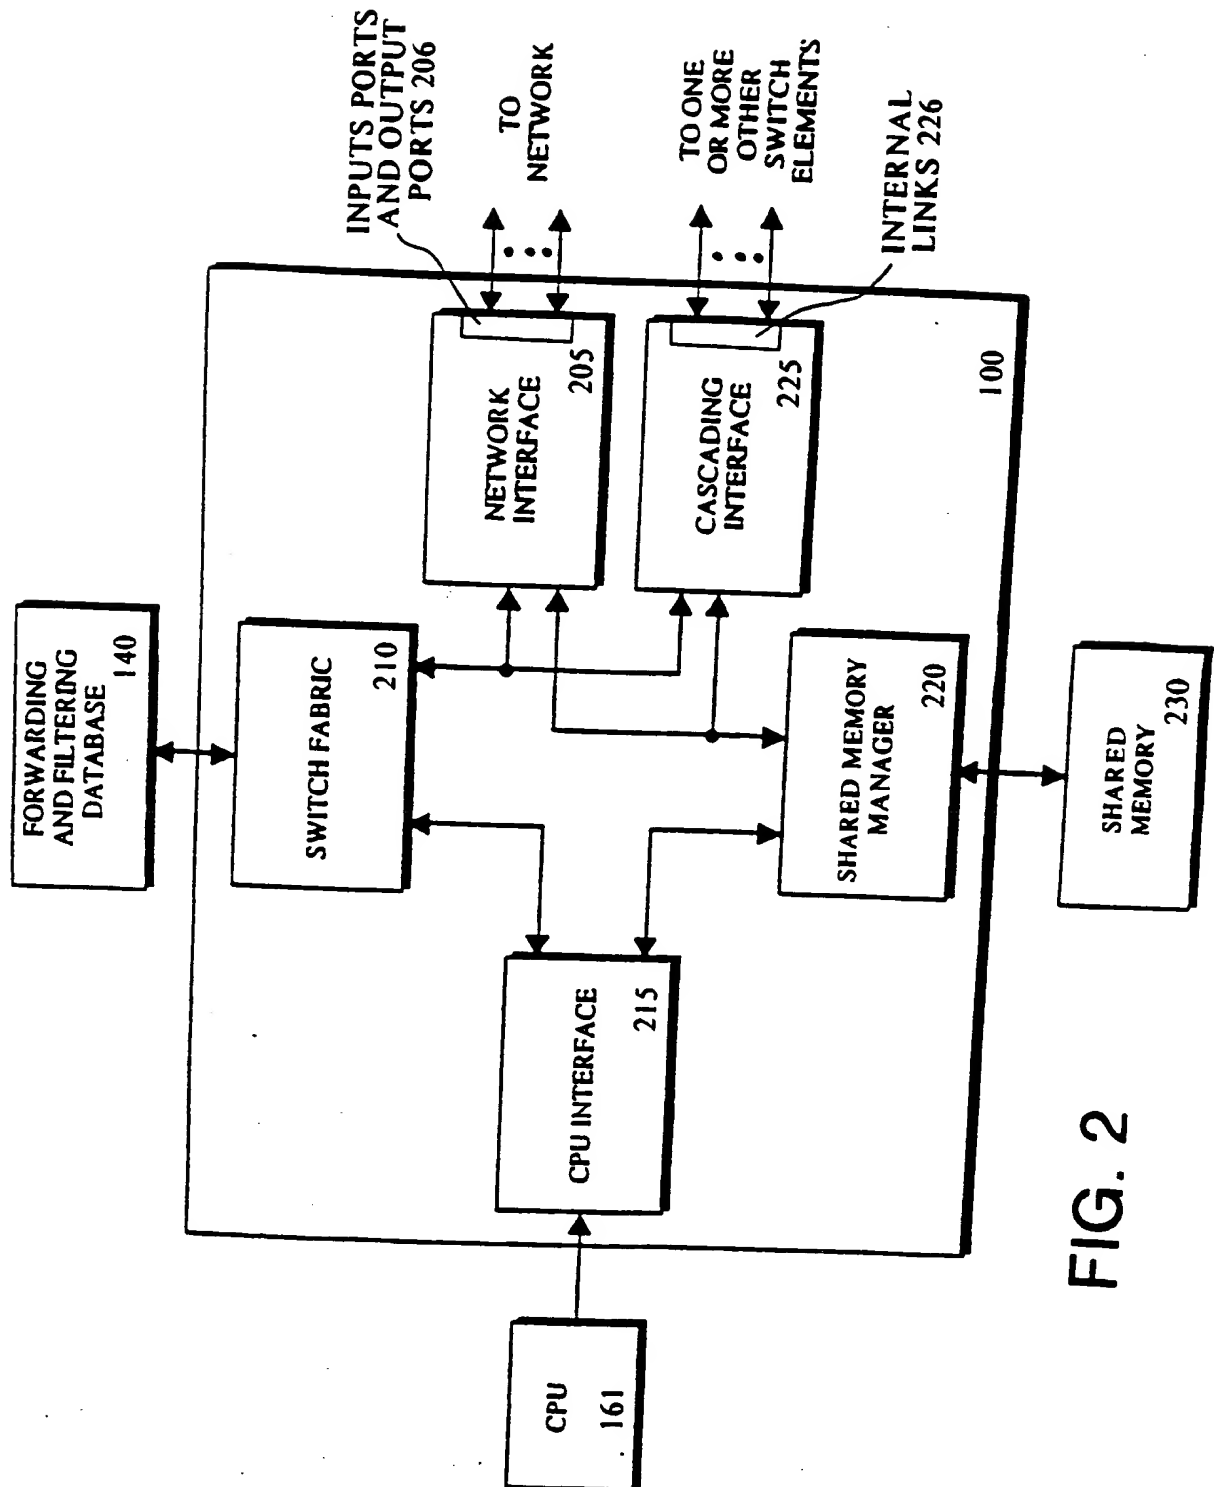 FORWARDING
AND FILTERING
DATABASE
140
SWITCH FABRIC
210
CPU
161
CPU INTERFACE
215
NETWORK
INTERFACE
205
INPUTS PORTS
AND OUTPUT
PORTS 206
TO
NETWORK
CASCADING
INTERFACE
225
TO ONE
OR MORE
OTHER
SWITCH
ELEMENTS
INTERNAL
LINKS 226
SHARED MEMORY
MANAGER
220
100
SHARED
MEMORY
230
FIG. 2